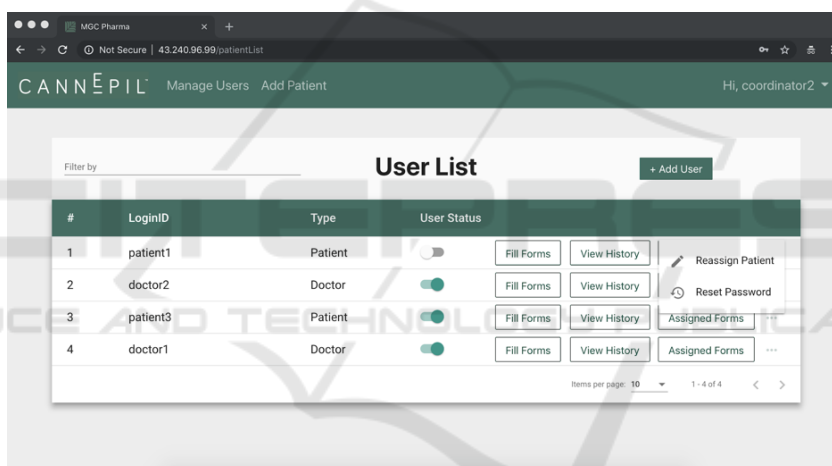 MGC Pharma
Not Secure | 43.240.96.99/patientList
CANNEPIL™ Manage Users Add Patient Hi, coordinator2
Filter by User List + Add User
# LoginID Type User Status
1 patient1 Patient Fill Forms View History Reassign Patient
2 doctor2 Doctor Fill Forms View History Reset Password
3 patient3 Patient Fill Forms View History Assigned Forms ...
4 doctor1 Doctor Fill Forms View History Assigned Forms ...
Items per page: 10 1 - 4 of 4